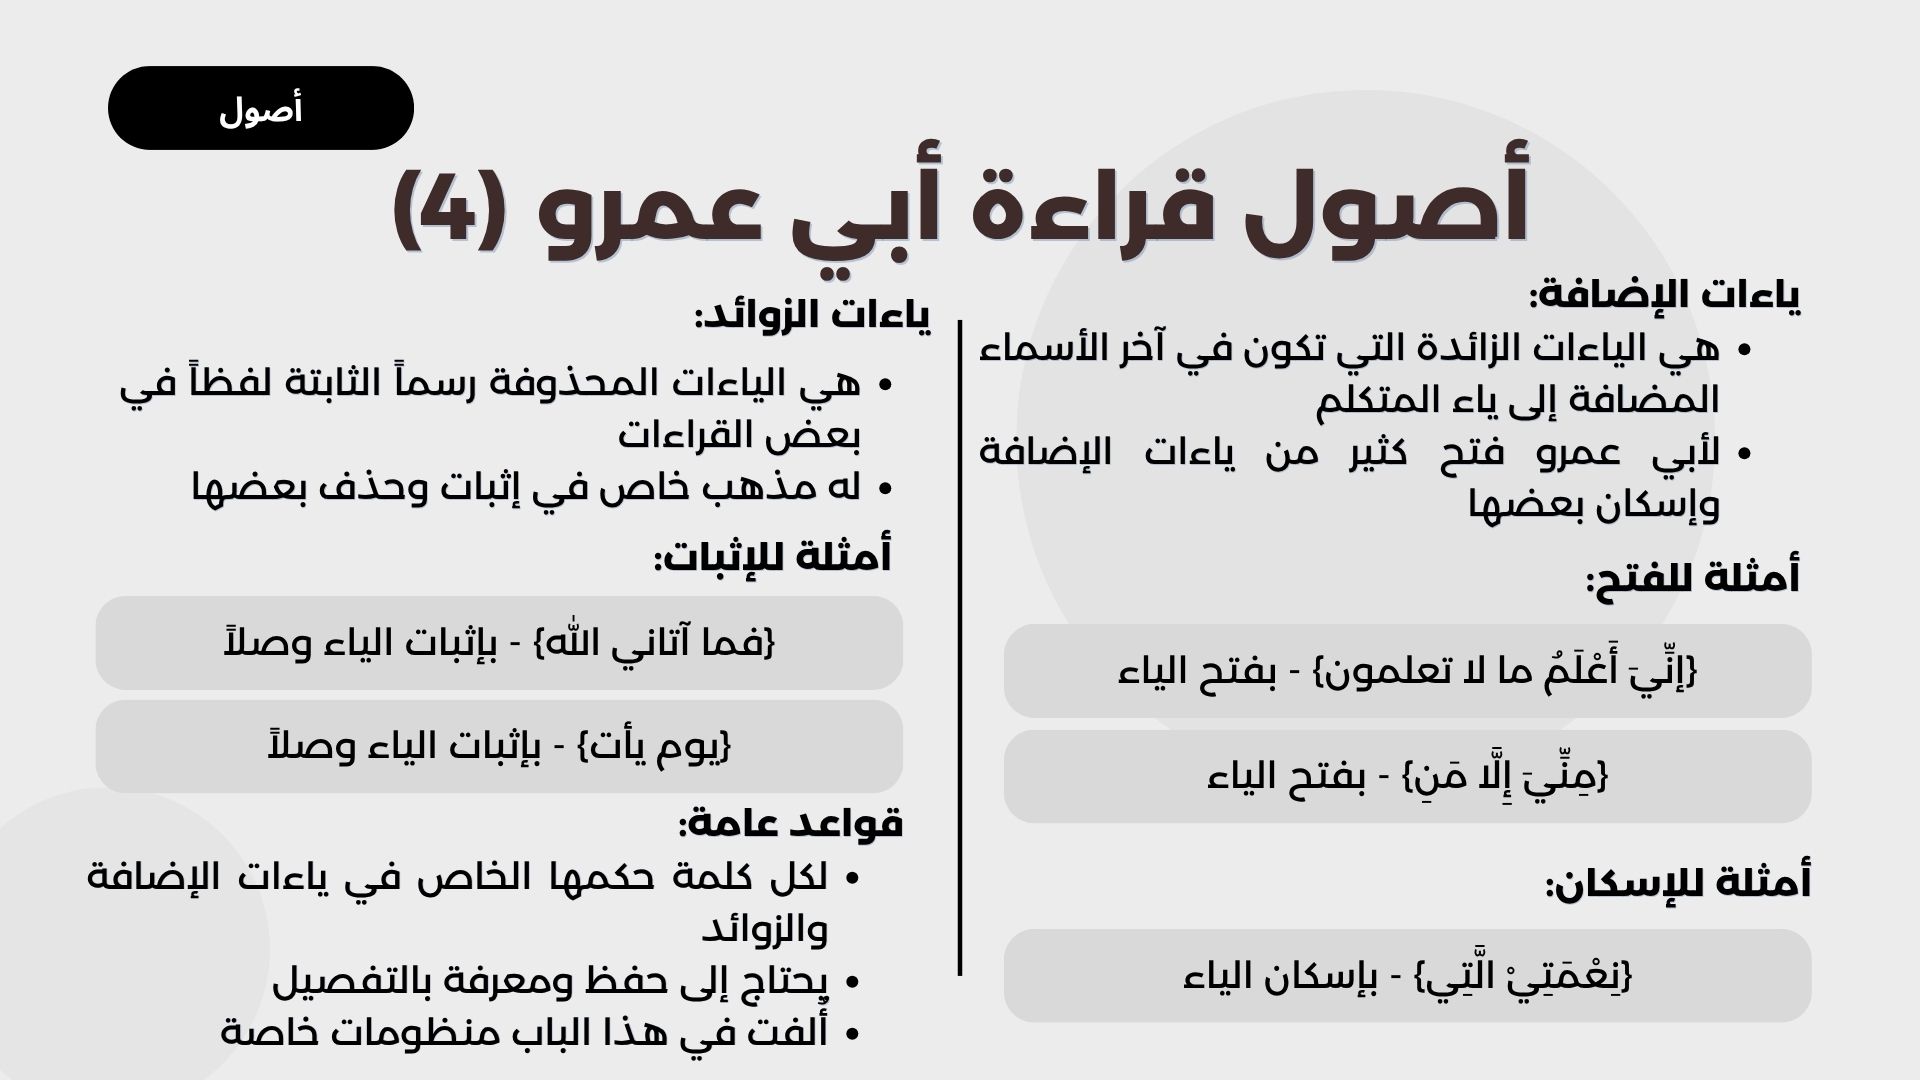 أصول
أصول قراءة أبي عمرو (4)
ياءات الإضافة:
• هي الياءات الزائدة التي تكون في آخر الأسماء
المضافة إلى ياء المتكلم
• لأبي عمرو فتح كثير من ياءات الإضافة
وإسكان بعضها
أمثلة للفتح:
{إنِّيَ أَعْلَمُ ما لا تعلمون} - بفتح الياء
{مِنِّيَ إِلَّا مَنِ} - بفتح الياء
أمثلة للإسكان:
{نِعْمَتِيْ الَّتِي} - بإسكان الياء
ياءات الزوائد:
• هي الياءات المحذوفة رسماً الثابتة لفظاً في
بعض القراءات
• له مذهب خاص في إثبات وحذف بعضها
أمثلة للإثبات:
{فما آتاني الله} - بإثبات الياء وصلاً
{يوم يأت} - بإثبات الياء وصلاً
قواعد عامة:
• لكل كلمة حكمها الخاص في ياءات الإضافة
والزوائد
• يحتاج إلى حفظ ومعرفة بالتفصيل
• أُلفت في هذا الباب منظومات خاصة